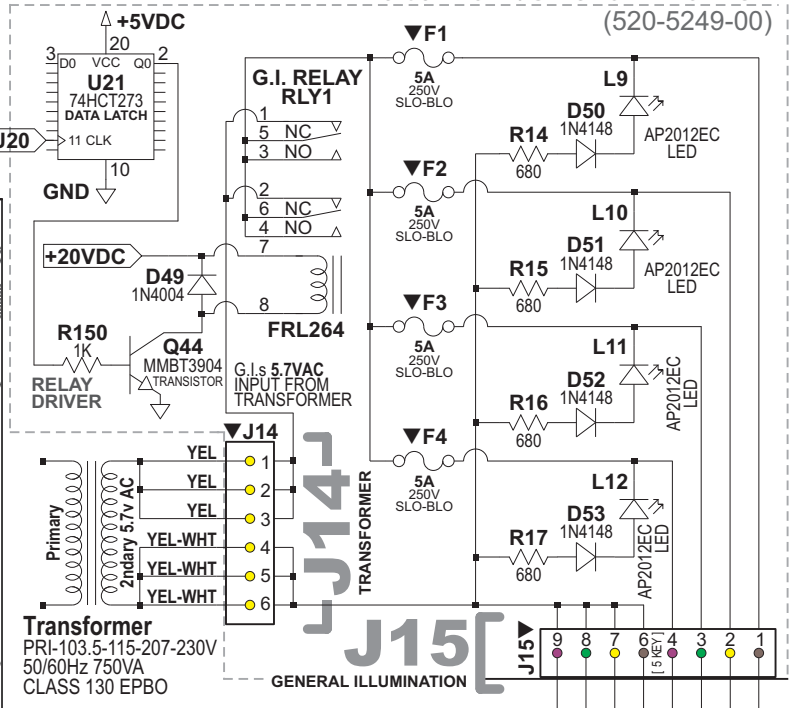 (520-5249-00)
+5VDC
20
3
D0
VCC
Q0
2
U21
74HCT273
DATA LATCH
J20
11 CLK
10
GND
G.I. RELAY
RLY1
1
5 NC
3 NO
2
6 NC
4 NO
7
8
FRL264
+20VDC
D49
1N4004
R150
1K
RELAY
DRIVER
Q44
MMBT3904
TRANSISTOR
G.I.s 5.7VAC
INPUT FROM
TRANSFORMER
▼F1
5A
250V
SLO-BLO
L9
D50
1N4148
R14
680
AP2012EC
LED
▼F2
5A
250V
SLO-BLO
L10
D51
1N4148
R15
680
AP2012EC
LED
▼F3
5A
250V
SLO-BLO
L11
D52
1N4148
R16
680
AP2012EC
LED
▼F4
5A
250V
SLO-BLO
L12
D53
1N4148
R17
680
AP2012EC
LED
▼J14
YEL 1
YEL 2
YEL 3
YEL-WHT 4
YEL-WHT 5
YEL-WHT 6
J14
TRANSFORMER
Primary
2ndary 5.7v AC
Transformer
PRI-103.5-115-207-230V
50/60Hz 750VA
CLASS 130 EPBO
J15
GENERAL ILLUMINATION
J15▼
9 8 7 6 [ 5 KEY ] 4 3 2 1